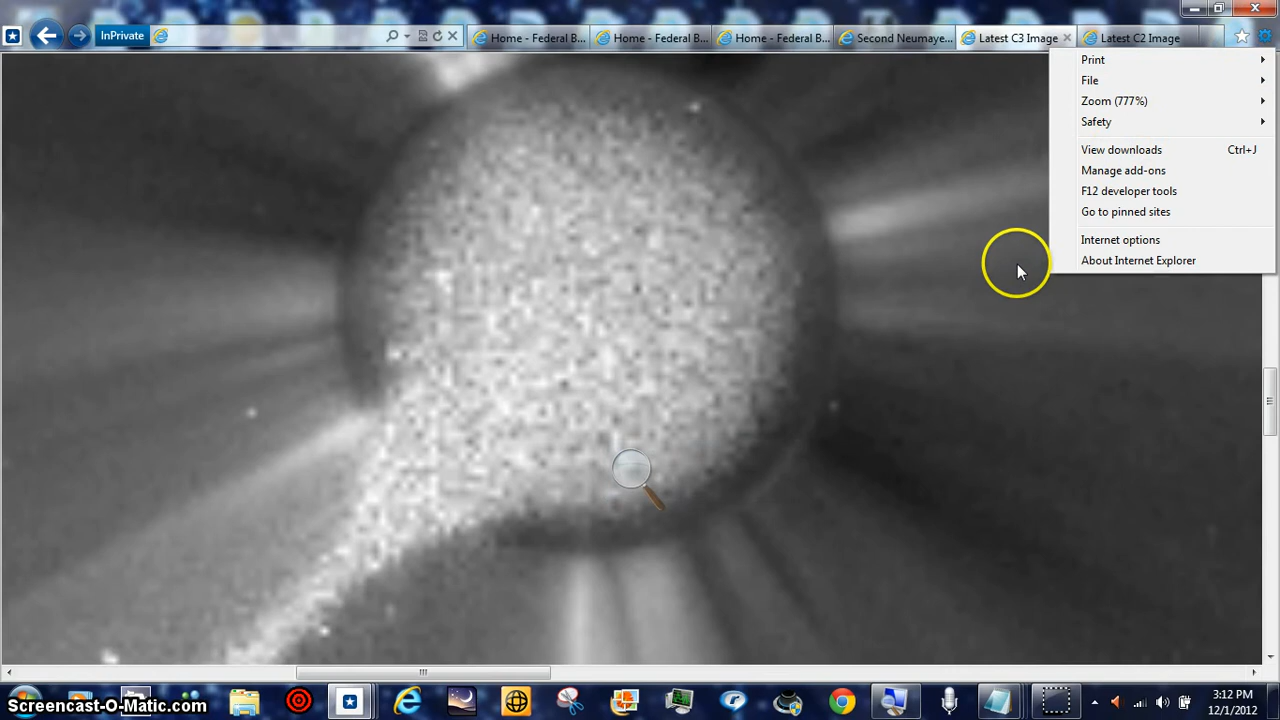 InPrivate
Home - Federal B...
Home - Federal B...
Home - Federal B...
Second Neumaye...
Latest C3 Image
Latest C2 Image
Print
File
Zoom (777%)
Safety
View downloads Ctrl+J
Manage add-ons
F12 developer tools
Go to pinned sites
Internet options
About Internet Explorer
Screencast-O-Matic.com
3:12 PM
12/1/2012